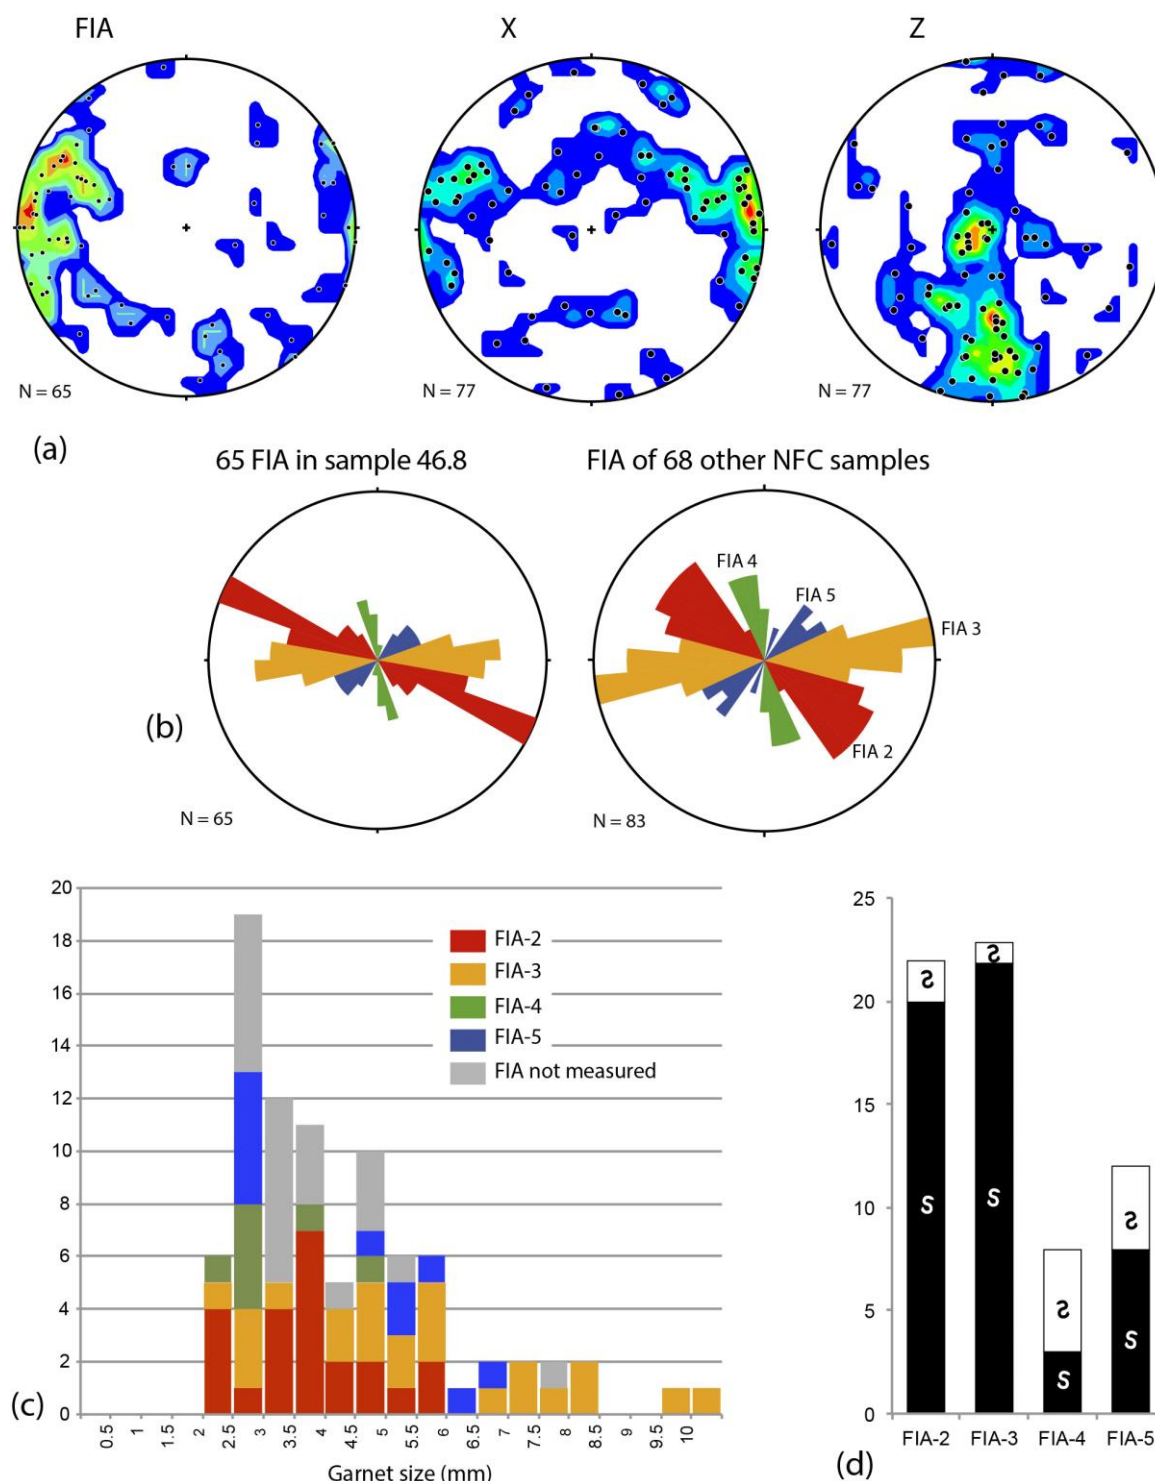 FIA
X
Z
N = 65
N = 77
N = 77
(a)
65 FIA in sample 46.8
FIA of 68 other NFC samples
FIA 4
FIA 5
FIA 3
FIA 2
(b)
N = 65
N = 83
20
18
16
14
12
10
8
6
4
2
0
FIA-2
FIA-3
FIA-4
FIA-5
FIA not measured
0.5
1
1.5
2
2.5
3
3.5
4
4.5
5
5.5
6
6.5
7
7.5
8
8.5
9
9.5
10
Garnet size (mm)
(c)
25
20
15
10
5
0
S
S
S
S
S
S
S
S
FIA-2
FIA-3
FIA-4
FIA-5
(d)